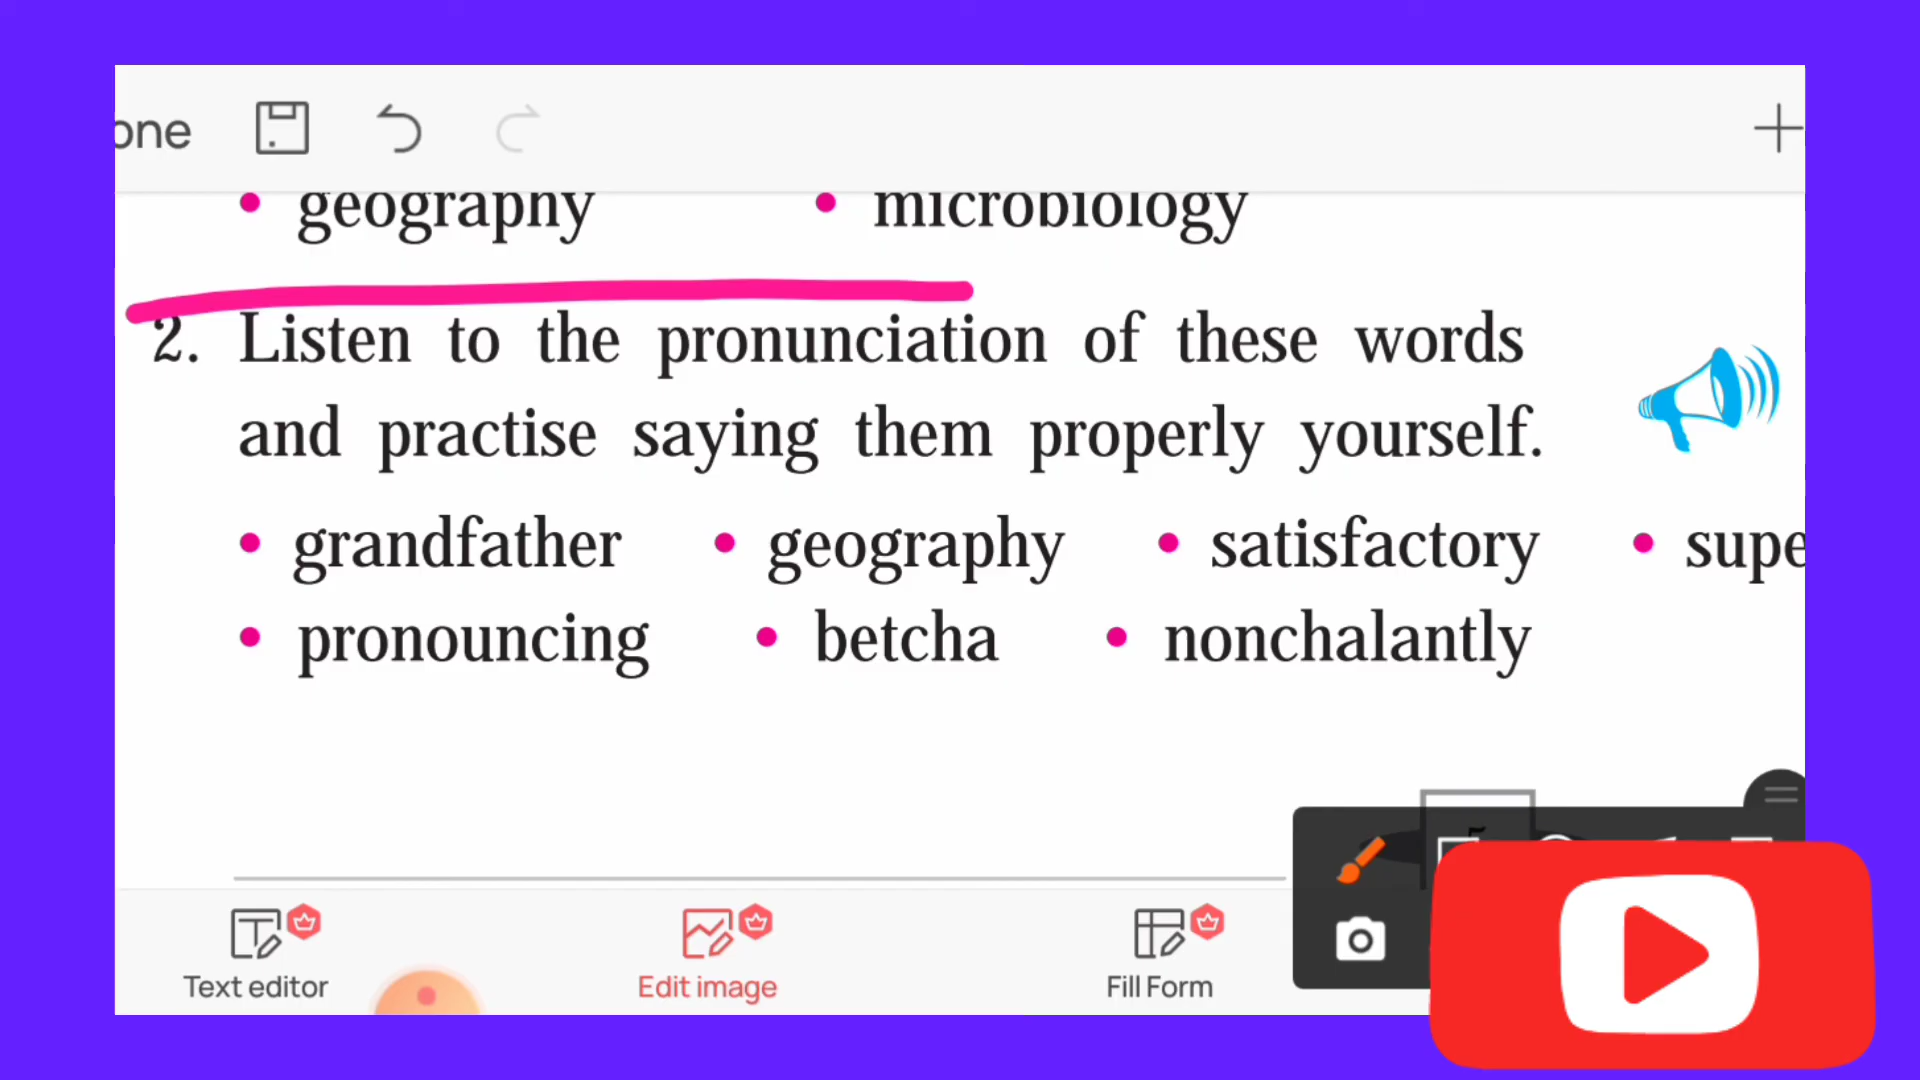 one
• geography • microbiology
2. Listen to the pronunciation of these words
and practise saying them properly yourself.
• grandfather • geography • satisfactory • supe
• pronouncing • betcha • nonchalantly
Text editor Edit image Fill Form